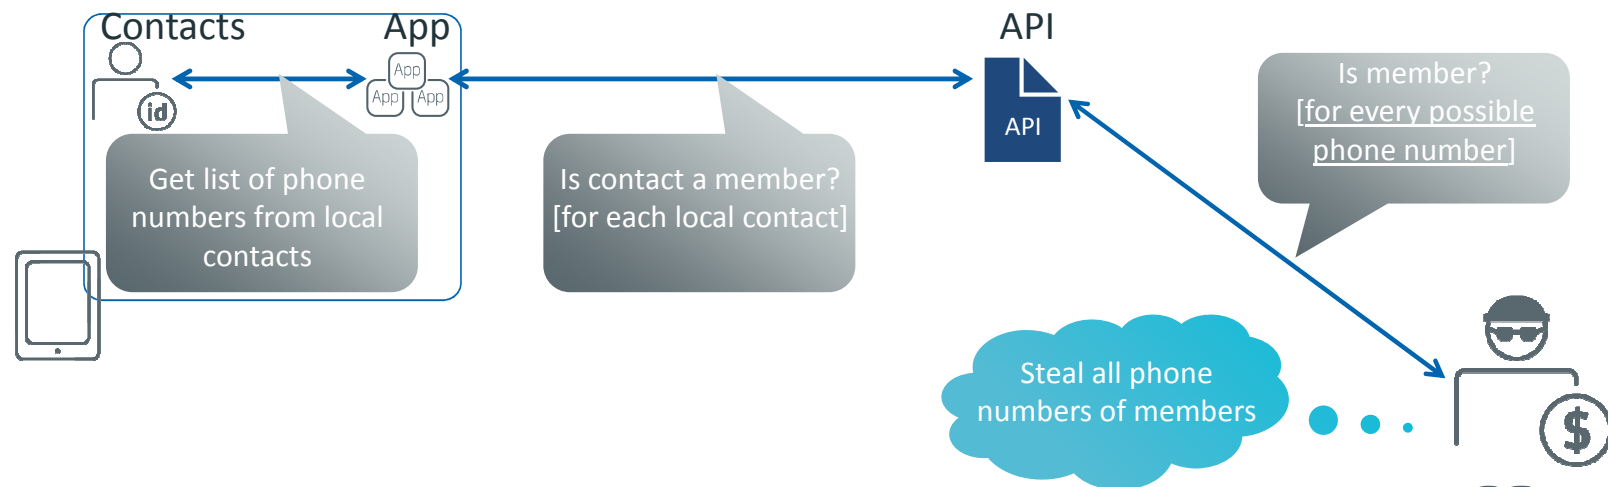 Contacts
App
API
App
App
App
id
API
Get list of phone
numbers from local
contacts
Is contact a member?
[for each local contact]
Is member?
[for every possible
phone number]
Steal all phone
numbers of members
$